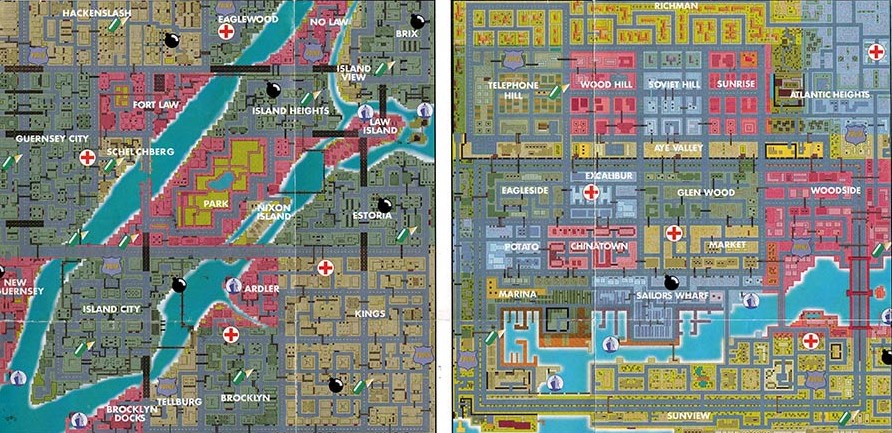 HACKENSLASH
EAGLEWOOD
NO LAW
BRIX
ISLAND
VIEW
FORT LAW
ISLAND HEIGHTS
LAW
ISLAND
GUERNSEY CITY
SCHELCHBERG
PARK
NIXON
ISLAND
ESTORIA
NEW
GUERNSEY
ISLAND CITY
ARDLER
KINGS
BROKLYN
DOCKS
TELLBURG
BROKLYN
RICHMAN
TELEPHONE
HILL
WOOD HILL
SOVIET HILL
SUNRISE
ATLANTIC HEIGHTS
AYE VALLEY
EXCALIBUR
EAGLESIDE
GLEN WOOD
WOODSIDE
POTATO
CHINATOWN
MARKET
MARINA
SAILORS WHARF
SUNVIEW